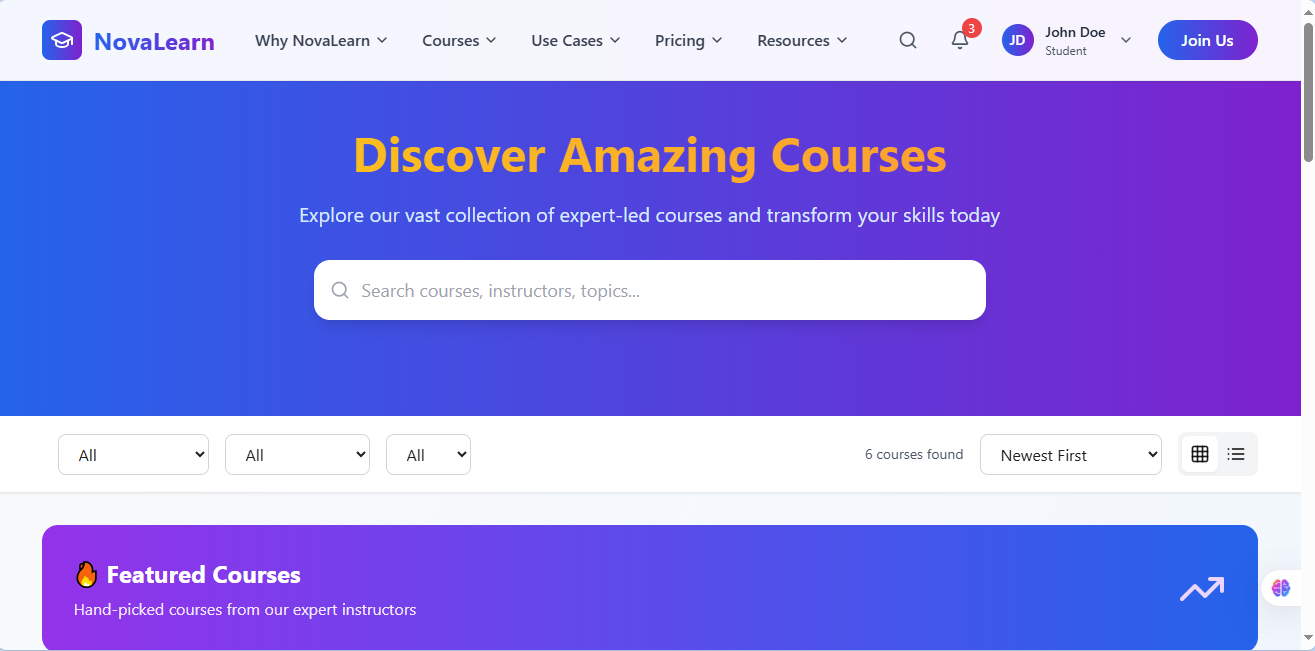 NovaLearn
Why NovaLearn
Courses
Use Cases
Pricing
Resources
3
JD
John Doe
Student
Join Us
Discover Amazing Courses
Explore our vast collection of expert-led courses and transform your skills today
Search courses, instructors, topics...
All
All
All
6 courses found
Newest First
Featured Courses
Hand-picked courses from our expert instructors